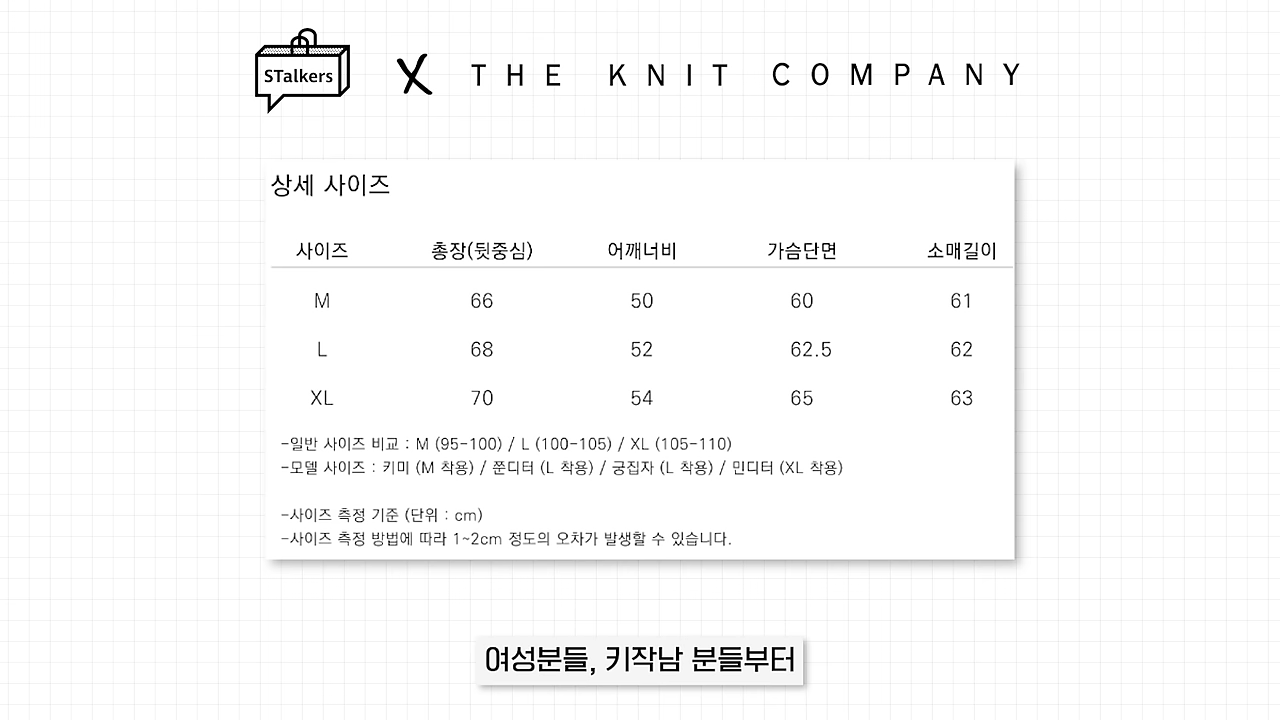 STalkers X THE KNIT COMPANY
상세 사이즈
사이즈 총장(뒷중심) 어깨너비 가슴단면 소매길이
M 66 50 60 61
L 68 52 62.5 62
XL 70 54 65 63
-일반 사이즈 비교 : M (95-100) / L (100-105) / XL (105-110)
-모델 사이즈 : 키미 (M 착용) / 쭌디터 (L 착용) / 궁집자 (L 착용) / 민디터 (XL 착용)
-사이즈 측정 기준 (단위 : cm)
-사이즈 측정 방법에 따라 1~2cm 정도의 오차가 발생할 수 있습니다.
여성분들, 키작남 분들부터